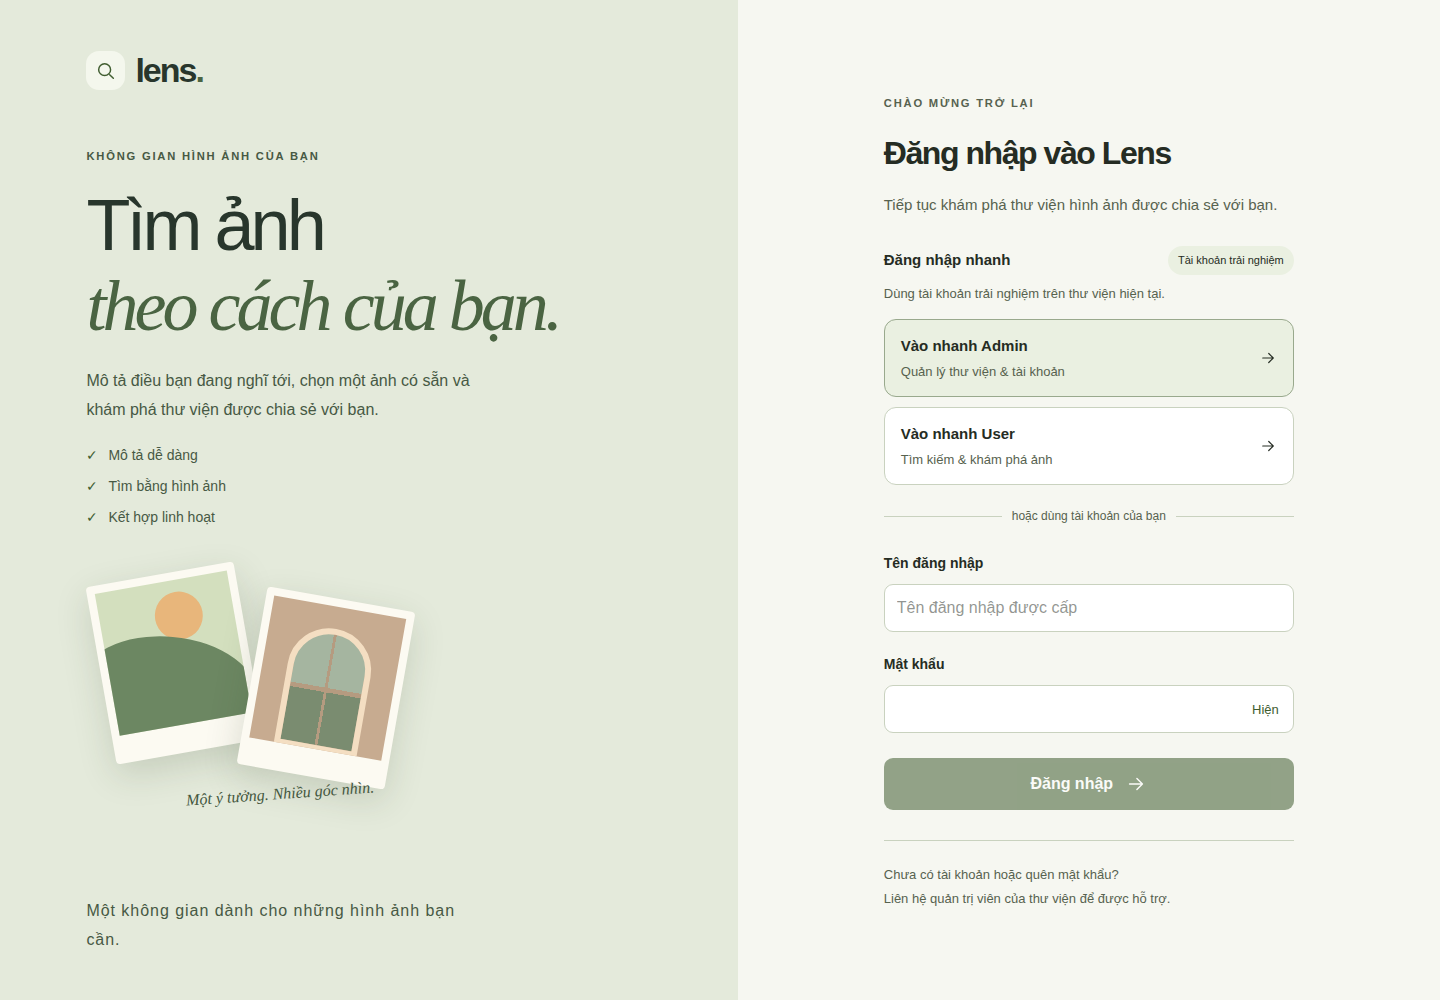 lens.
KHÔNG GIAN HÌNH ẢNH CỦA BẠN
Tìm ảnh
theo cách của bạn.
Mô tả điều bạn đang nghĩ tới, chọn một ảnh có sẵn và
khám phá thư viện được chia sẻ với bạn.
✓ Mô tả dễ dàng
✓ Tìm bằng hình ảnh
✓ Kết hợp linh hoạt
Một ý tưởng. Nhiều góc nhìn.
Một không gian dành cho những hình ảnh bạn
cần.
CHÀO MỪNG TRỞ LẠI
Đăng nhập vào Lens
Tiếp tục khám phá thư viện hình ảnh được chia sẻ với bạn.
Đăng nhập nhanh
Tài khoản trải nghiệm
Dùng tài khoản trải nghiệm trên thư viện hiện tại.
Vào nhanh Admin
Quản lý thư viện & tài khoản
Vào nhanh User
Tìm kiếm & khám phá ảnh
hoặc dùng tài khoản của bạn
Tên đăng nhập
Tên đăng nhập được cấp
Mật khẩu
Hiện
Đăng nhập
Chưa có tài khoản hoặc quên mật khẩu?
Liên hệ quản trị viên của thư viện để được hỗ trợ.